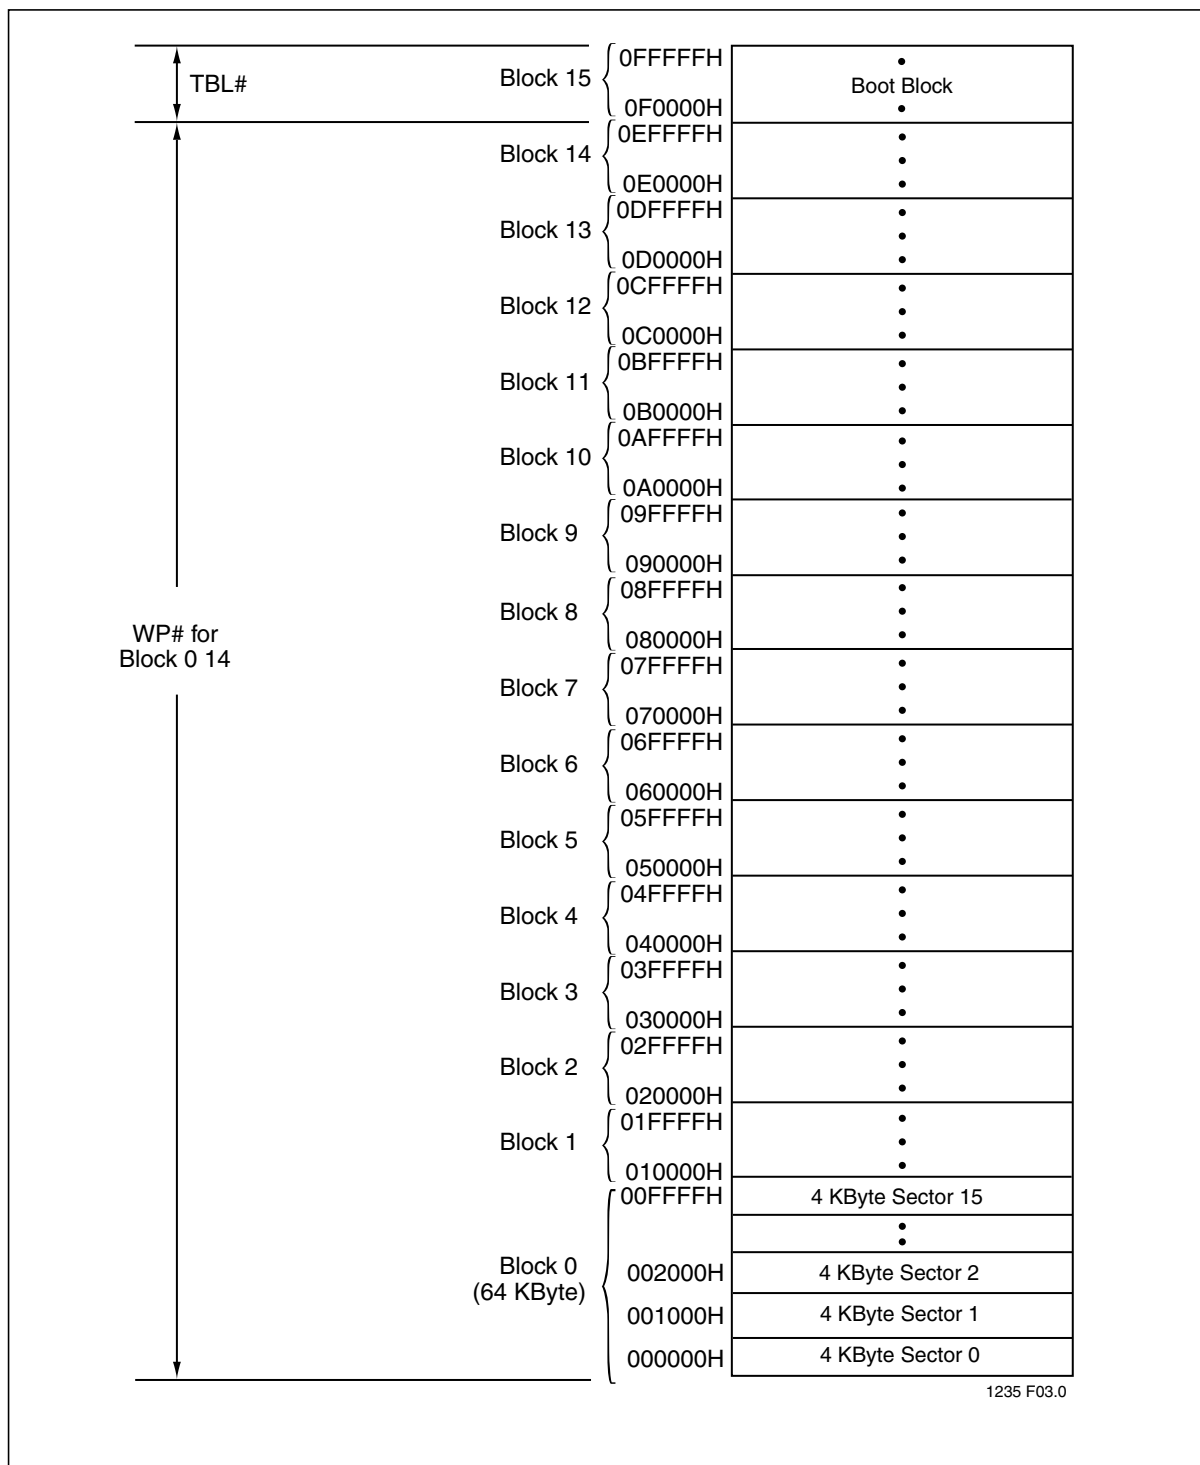 TBL#
Block 15
0FFFFFH
Boot Block
0F0000H
Block 14
0EFFFFH
0E0000H
Block 13
0DFFFFH
0D0000H
Block 12
0CFFFFH
0C0000H
Block 11
0BFFFFH
0B0000H
Block 10
0AFFFFH
0A0000H
Block 9
09FFFFH
090000H
Block 8
08FFFFH
080000H
WP# for
Block 0 14
Block 7
07FFFFH
070000H
Block 6
06FFFFH
060000H
Block 5
05FFFFH
050000H
Block 4
04FFFFH
040000H
Block 3
03FFFFH
030000H
Block 2
02FFFFH
020000H
Block 1
01FFFFH
010000H
00FFFFH
4 KByte Sector 15
Block 0
(64 KByte)
002000H
4 KByte Sector 2
001000H
4 KByte Sector 1
000000H
4 KByte Sector 0
1235 F03.0